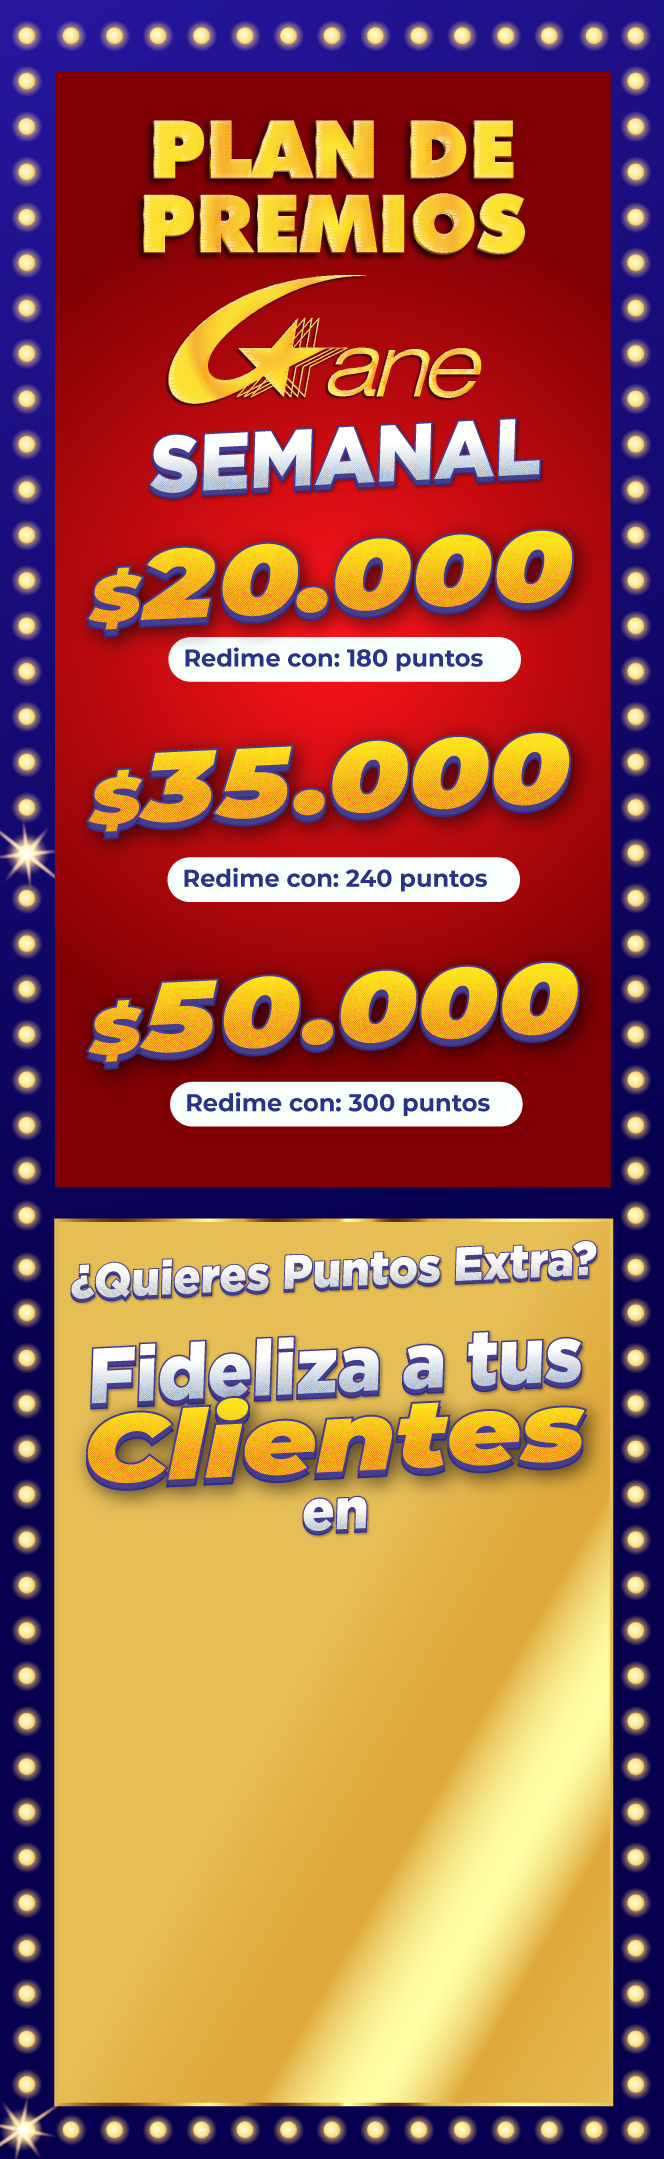 PLAN DE
PREMIOS
Gane
SEMANAL
$20.000
Redime con: 180 puntos
$35.000
Redime con: 240 puntos
$50.000
Redime con: 300 puntos
¿Quieres Puntos Extra?
Fideliza a tus
Clientes
en